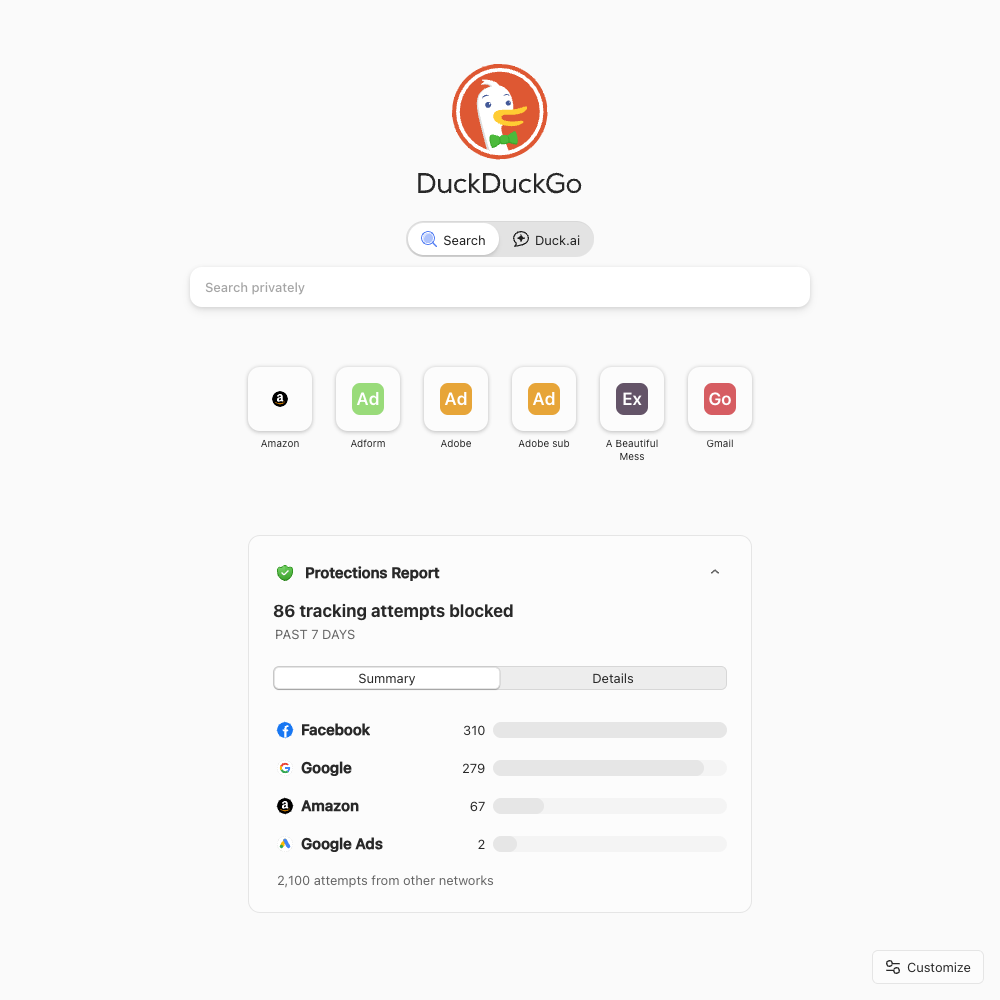 DuckDuckGo
Search
Duck.ai
Search privately
a
Ad
Ad
Ad
Ex
Go
Amazon
Adform
Adobe
Adobe sub
A Beautiful
Mess
Gmail
Protections Report
86 tracking attempts blocked
PAST 7 DAYS
Summary
Details
Facebook 310
Google 279
Amazon 67
Google Ads 2
2,100 attempts from other networks
Customize